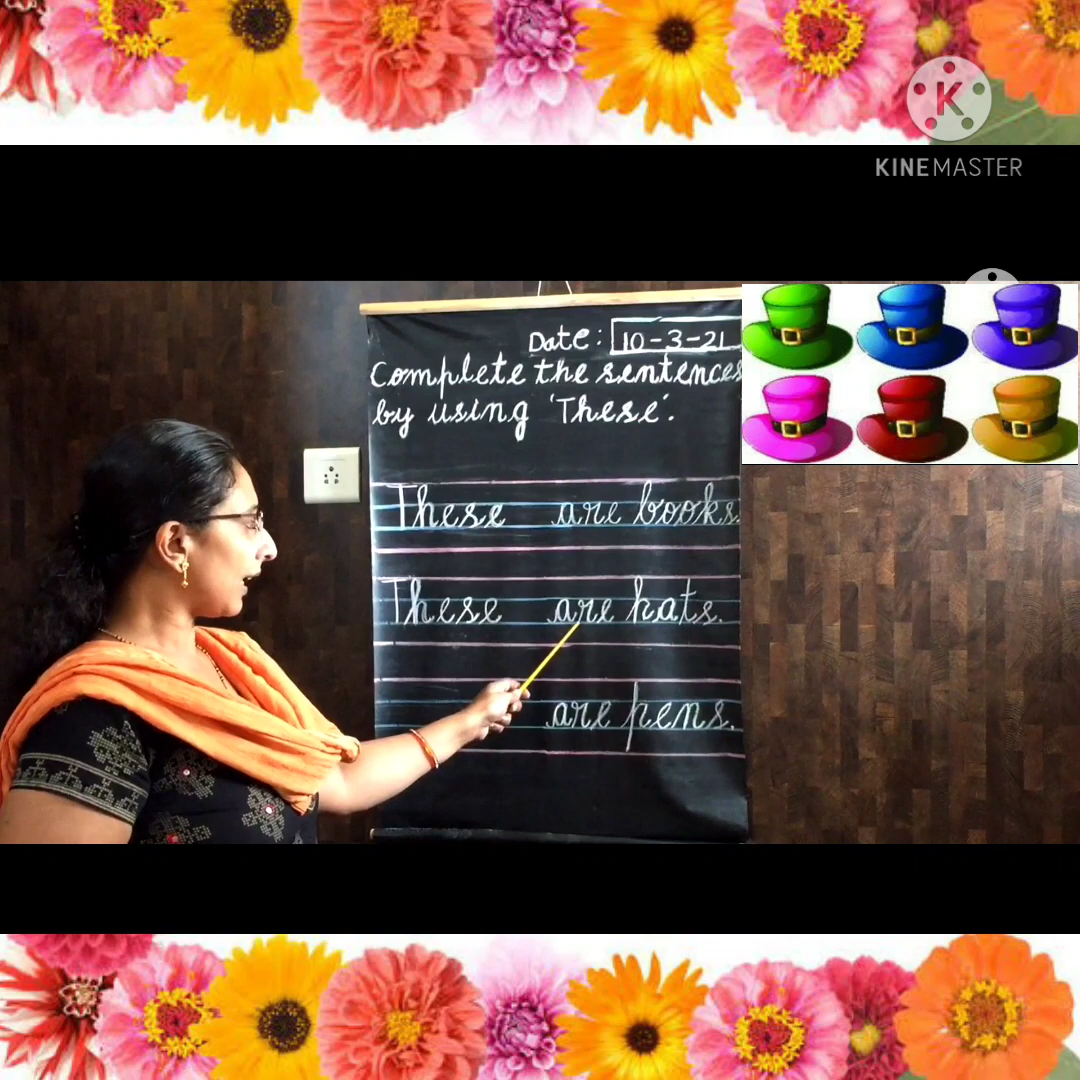 K
KINEMASTER
Date: 10-3-21
Complete the sentences
by using 'These'.
These are books.
These are hats.
are pens.